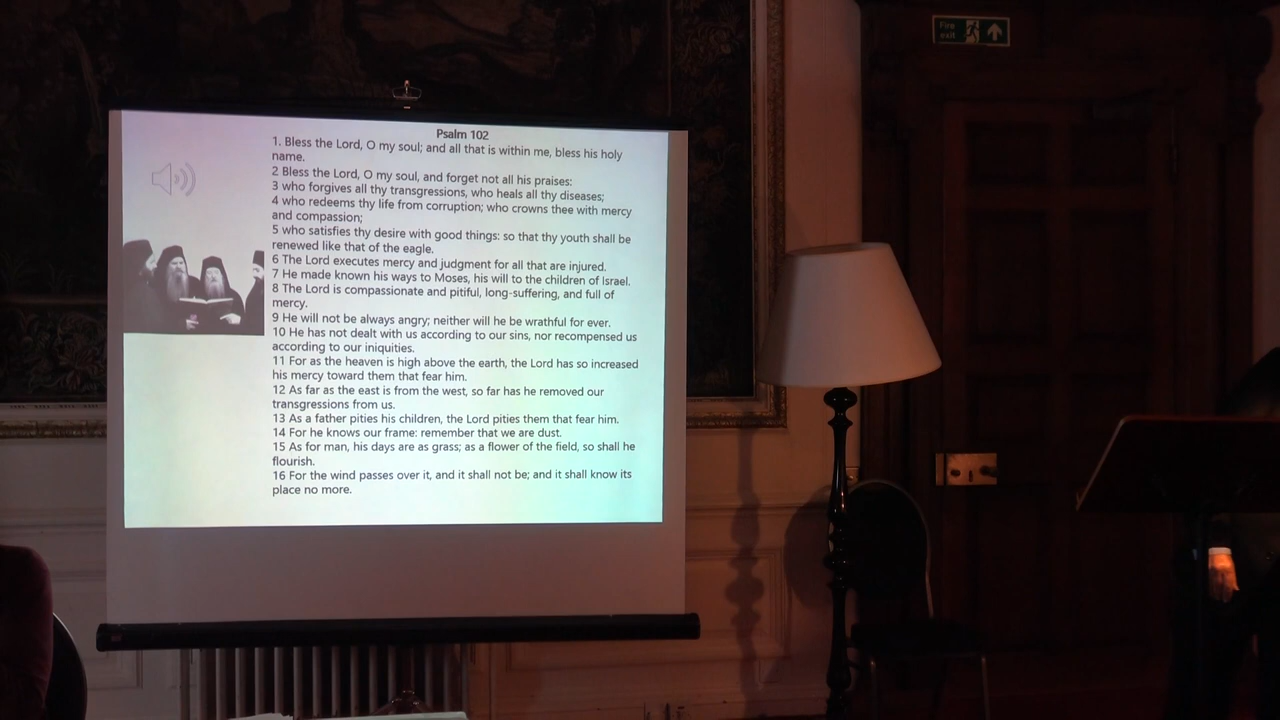 Fire
exit
Psalm 102
1. Bless the Lord, O my soul; and all that is within me, bless his holy
name.
2 Bless the Lord, O my soul, and forget not all his praises:
3 who forgives all thy transgressions, who heals all thy diseases;
4 who redeems thy life from corruption; who crowns thee with mercy
and compassion;
5 who satisfies thy desire with good things: so that thy youth shall be
renewed like that of the eagle.
6 The Lord executes mercy and judgment for all that are injured.
7 He made known his ways to Moses, his will to the children of Israel.
8 The Lord is compassionate and pitiful, long-suffering, and full of
mercy.
9 He will not be always angry; neither will he be wrathful for ever.
10 He has not dealt with us according to our sins, nor recompensed us
according to our iniquities.
11 For as the heaven is high above the earth, the Lord has so increased
his mercy toward them that fear him.
12 As far as the east is from the west, so far has he removed our
transgressions from us.
13 As a father pities his children, the Lord pities them that fear him.
14 For he knows our frame: remember that we are dust.
15 As for man, his days are as grass; as a flower of the field, so shall he
flourish.
16 For the wind passes over it, and it shall not be; and it shall know its
place no more.